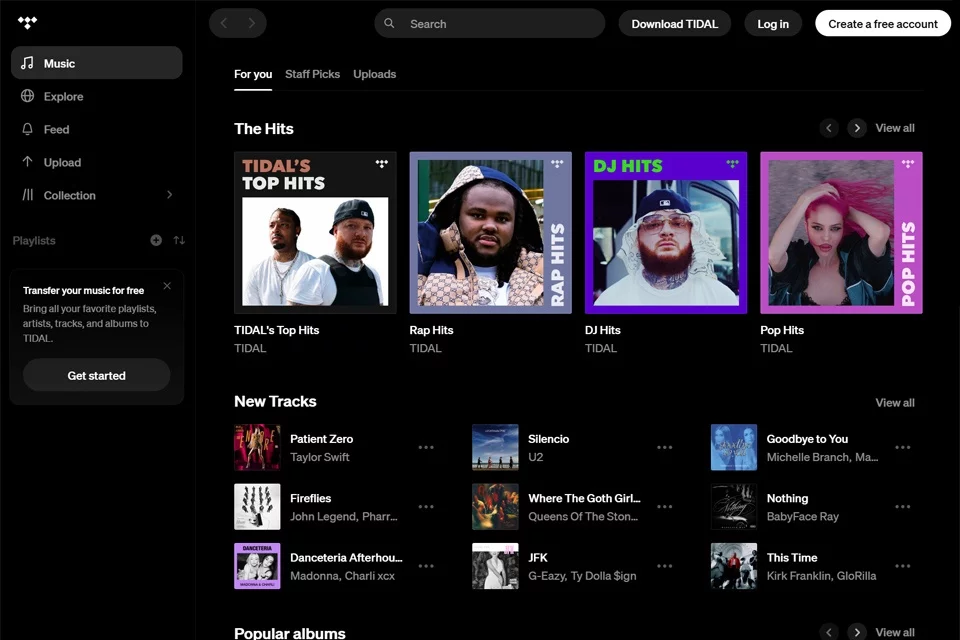 Search
Download TIDAL
Log in
Create a free account
Music
Explore
Feed
Upload
Collection
Playlists
Transfer your music for free
Bring all your favorite playlists,
artists, tracks, and albums to
TIDAL.
Get started
For you
Staff Picks
Uploads
The Hits
View all
TIDAL'S
TOP HITS
RAP HITS
DJ HITS
POP HITS
TIDAL's Top Hits
TIDAL
Rap Hits
TIDAL
DJ Hits
TIDAL
Pop Hits
TIDAL
New Tracks
View all
Patient Zero
Taylor Swift
Silencio
U2
Goodbye to You
Michelle Branch, Ma...
Fireflies
John Legend, Pharr...
Where The Goth Girl...
Queens Of The Ston...
Nothing
BabyFace Ray
DANCETERIA
MADONNA & CHARLI
Danceteria Afterhou...
Madonna, Charli xcx
JFK
G-Eazy, Ty Dolla $ign
This Time
Kirk Franklin, GloRilla
Popular albums
View all